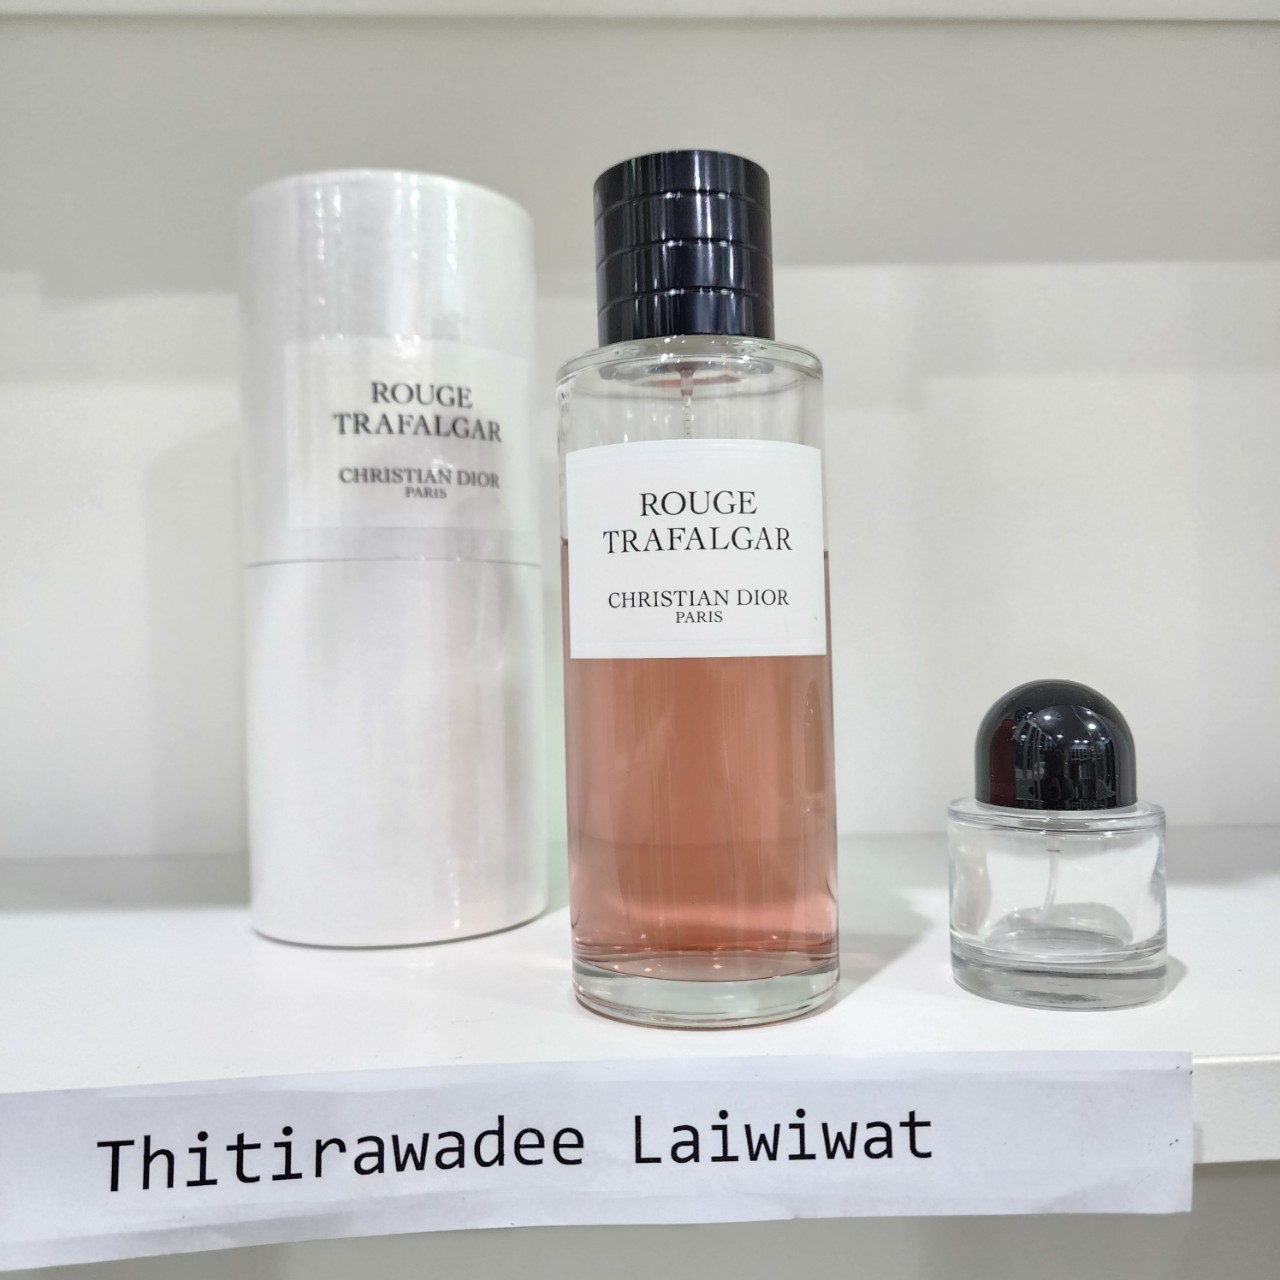 ROUGE
TRAFALGAR
CHRISTIAN DIOR
PARIS
ROUGE
TRAFALGAR
CHRISTIAN DIOR
PARIS
Thitirawadee Laiwiwat